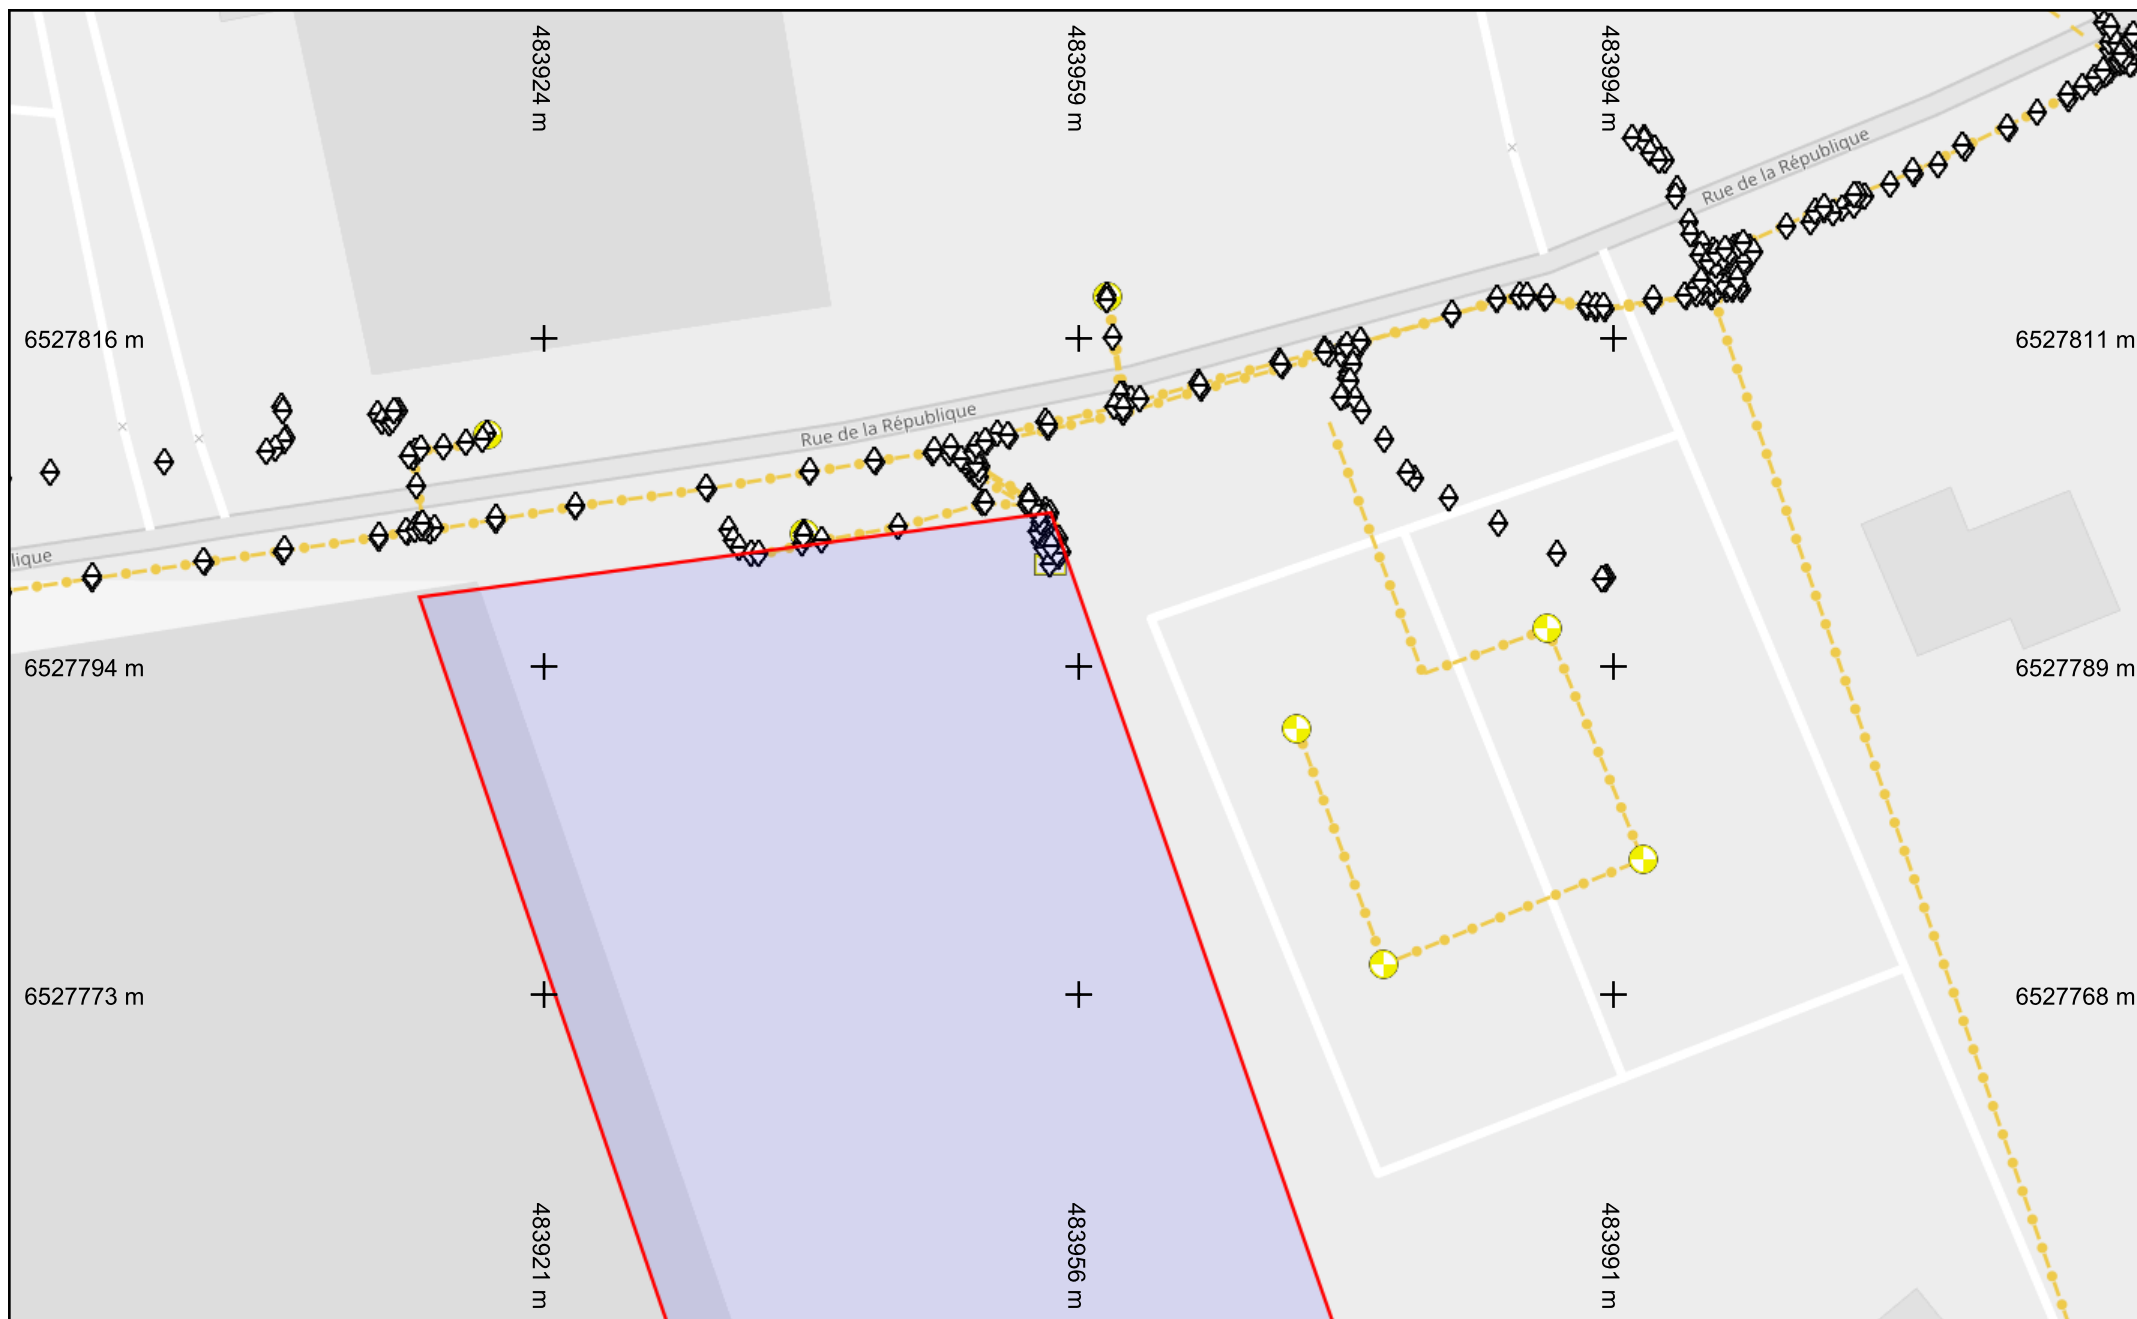 483924 m
483959 m
483994 m
Rue de la République
6527816 m
6527811 m
Rue de la République
lique
6527794 m
6527789 m
6527773 m
6527768 m
483921 m
483956 m
483991 m